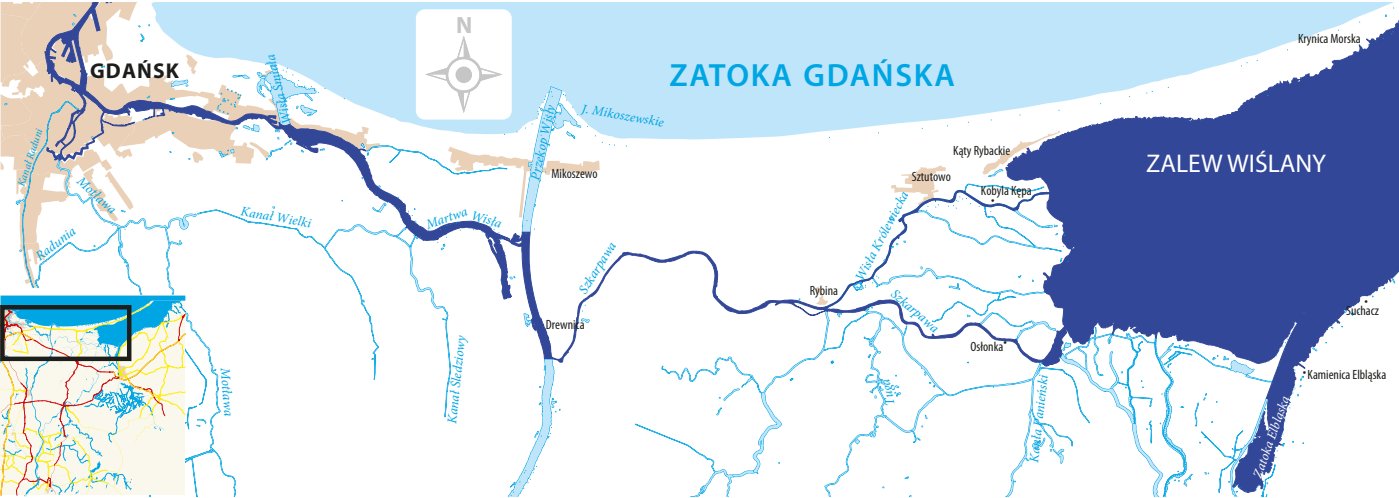 N
GDAŃSK
ZATOKA GDAŃSKA
Krynica Morska
Wisła Śmiała
Przekop Wisły
J. Mikoszewskie
Kanał Raduni
Kąty Rybackie
ZALEW WIŚLANY
Mikoszewo
Sztutowo
Kobyla Kępa
Motława
Kanał Wielki
Martwa Wisła
Radunia
Szkarpawa
Wisła Królewiecka
Rybina
Szkarpawa
Suchacz
Drewnica
Osłonka
Kanał Śledziowy
Kamienica Elbląska
Motława
Tuga
Zatoka Elbląska